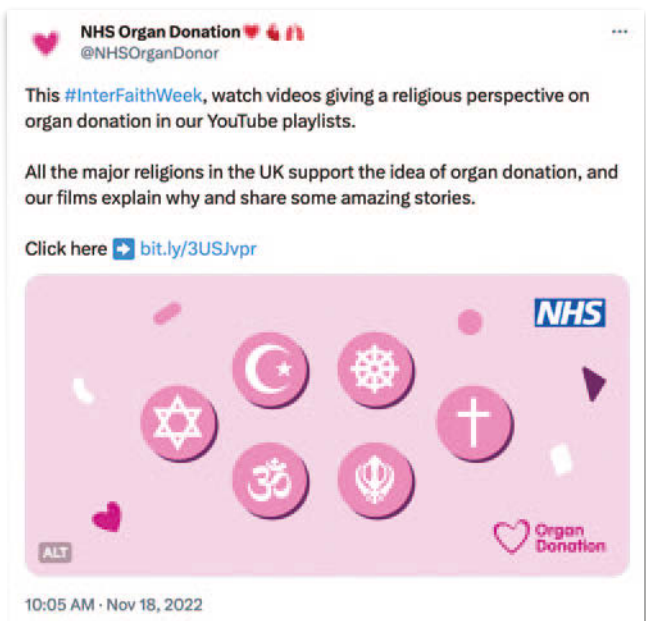 NHS Organ Donation
@NHSOrganDonor
This #InterFaithWeek, watch videos giving a religious perspective on
organ donation in our YouTube playlists.
All the major religions in the UK support the idea of organ donation, and
our films explain why and share some amazing stories.
Click here ➡️ bit.ly/3USJvpr
NHS
ॐ
Organ
Donation
ALT
10:05 AM · Nov 18, 2022